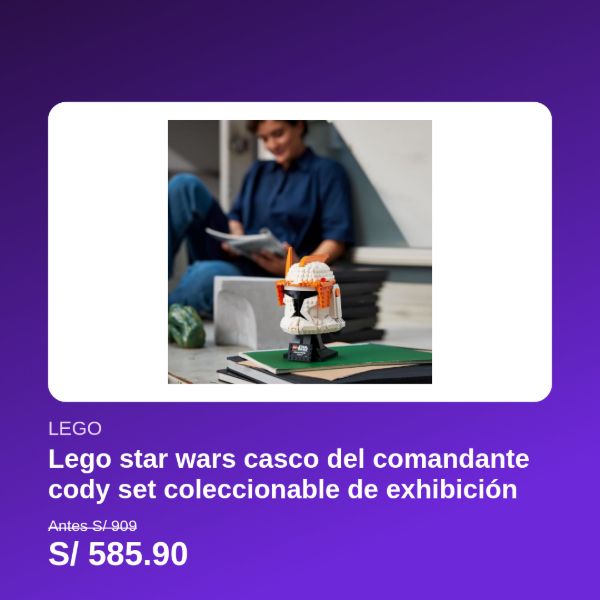 LEGO
Lego star wars casco del comandante
cody set coleccionable de exhibición
Antes S/ 909
S/ 585.90